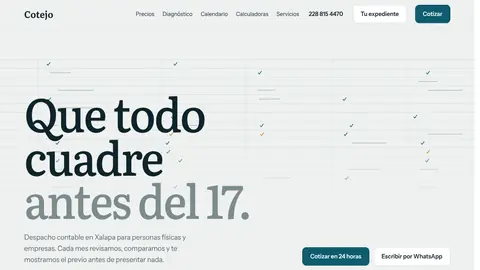 Cotejo
Precios Diagnóstico Calendario Calculadoras Servicios 228 815 4470 Tu expediente Cotizar
Que todo
cuadre
antes del 17.
Despacho contable en Xalapa para personas físicas y
empresas. Cada mes revisamos, comparamos y te
mostramos el previo antes de presentar nada.
Cotizar en 24 horas Escribir por WhatsApp